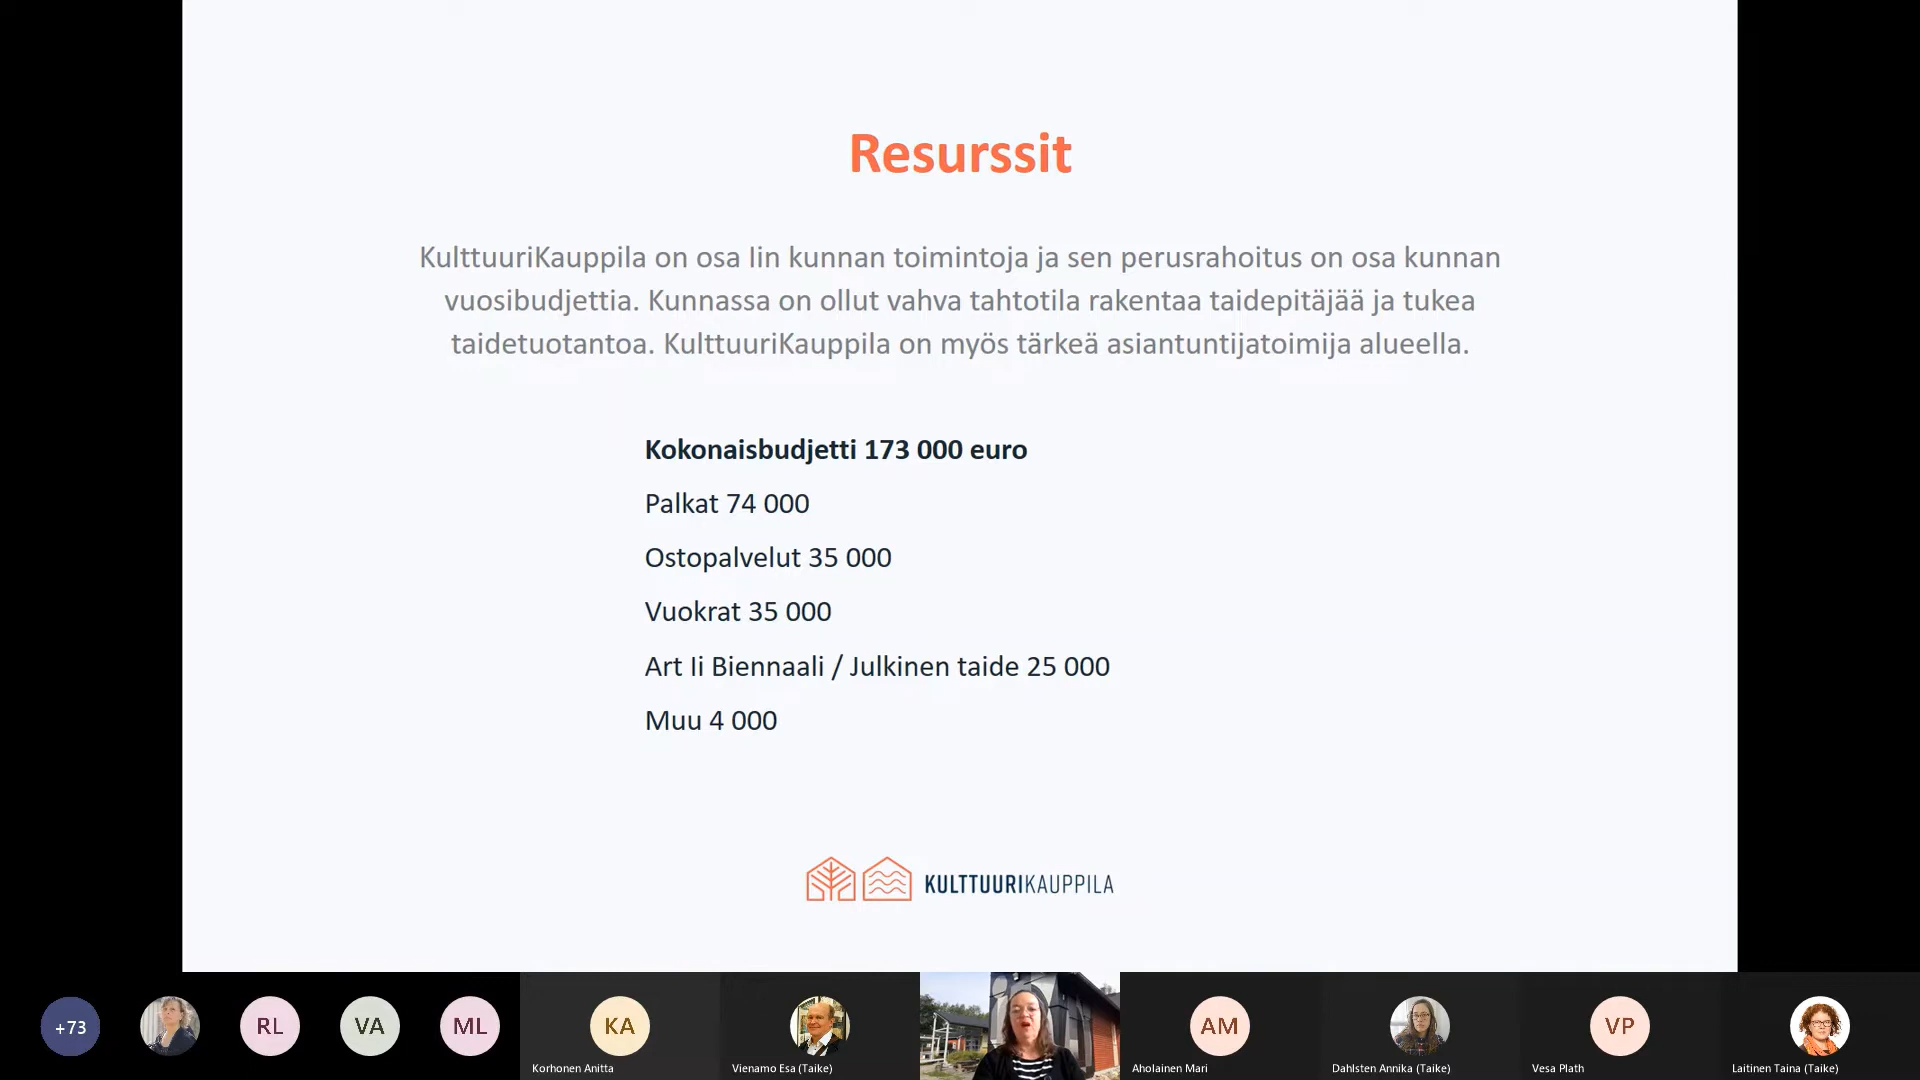 Resurssit
KulttuuriKauppila on osa Iin kunnan toimintoja ja sen perusrahoitus on osa kunnan
vuosibudjettia. Kunnassa on ollut vahva tahtotila rakentaa taidepitäjää ja tukea
taidetuotantoa. KulttuuriKauppila on myös tärkeä asiantuntijatoimija alueella.
Kokonaisbudjetti 173 000 euro
Palkat 74 000
Ostopalvelut 35 000
Vuokrat 35 000
Art Ii Biennaali / Julkinen taide 25 000
Muu 4 000
KULTTUURIKAUPPILA
+73
RL
VA
ML
KA
AM
VP
Korhonen Anitta
Vienamo Esa (Taike)
Aholainen Mari
Dahlsten Annika (Taike)
Vesa Plath
Laitinen Taina (Taike)